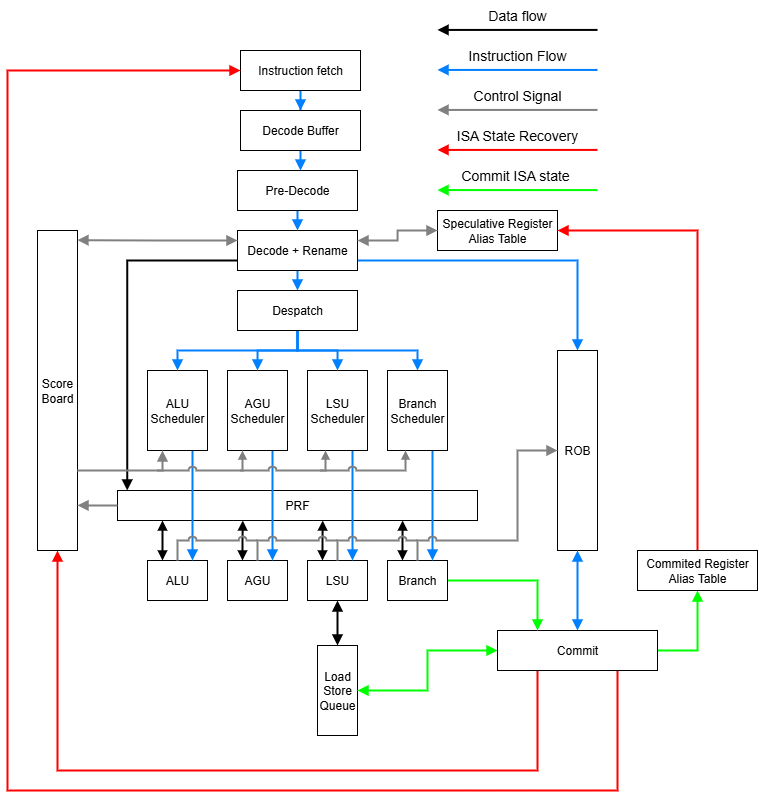 Data flow
Instruction Flow
Control Signal
ISA State Recovery
Commit ISA state
Instruction fetch
Decode Buffer
Pre-Decode
Decode + Rename
Speculative Register
Alias Table
Despatch
Score
Board
ALU
Scheduler
AGU
Scheduler
LSU
Scheduler
Branch
Scheduler
ROB
PRF
ALU
AGU
LSU
Branch
Commited Register
Alias Table
Commit
Load
Store
Queue